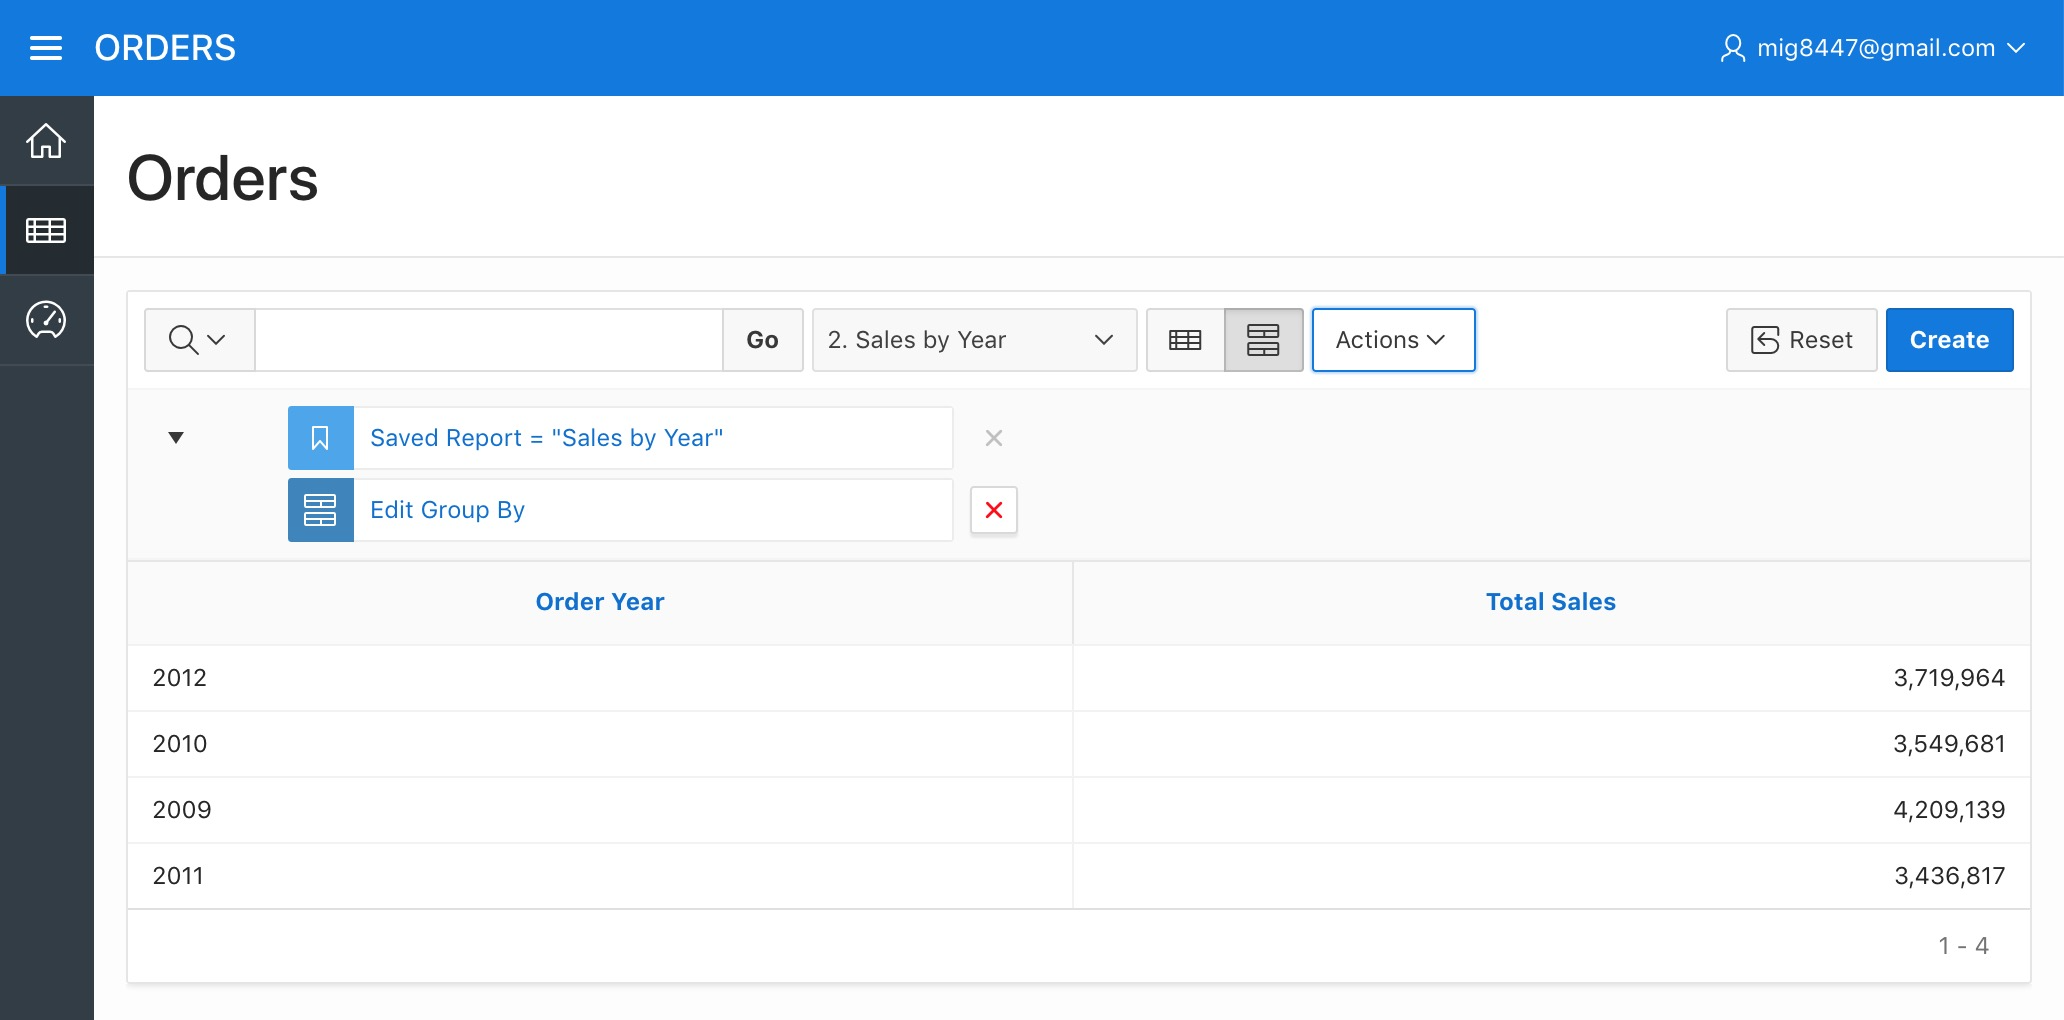 ORDERS
mig8447@gmail.com
Orders
Go
2. Sales by Year
Actions
Reset
Create
Saved Report = "Sales by Year"
Edit Group By
Order Year Total Sales
2012 3,719,964
2010 3,549,681
2009 4,209,139
2011 3,436,817
1 - 4